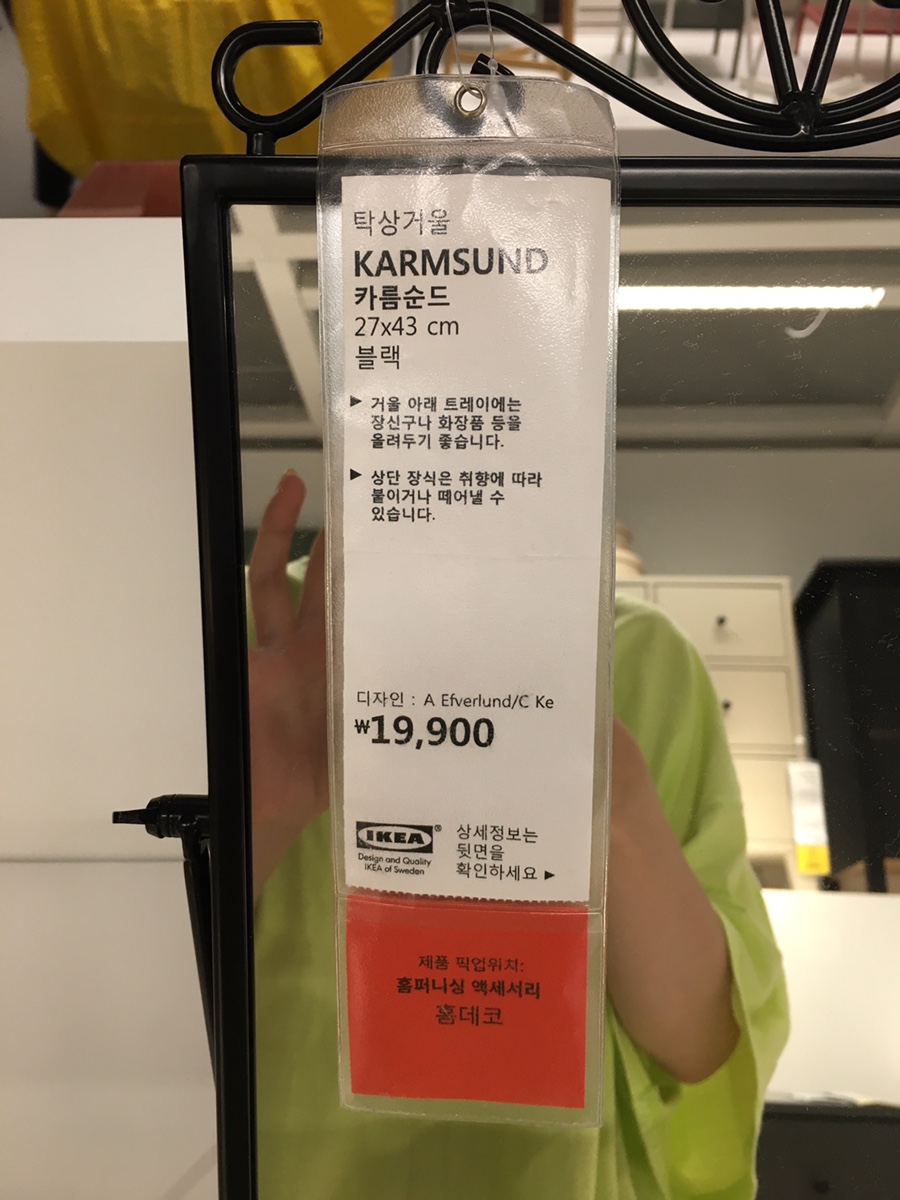 탁상거울
KARMSUND
카름순드
27x43 cm
블랙
▶ 거울 아래 트레이에는
장신구나 화장품 등을
올려두기 좋습니다.
▶ 상단 장식은 취향에 따라
붙이거나 떼어낼 수
있습니다.
디자인 : A Efverlund/C Ke
₩19,900
IKEA®
Design and Quality
IKEA of Sweden
상세정보는
뒷면을
확인하세요 ▶
제품 픽업위치:
홈퍼니싱 액세서리
홈데코